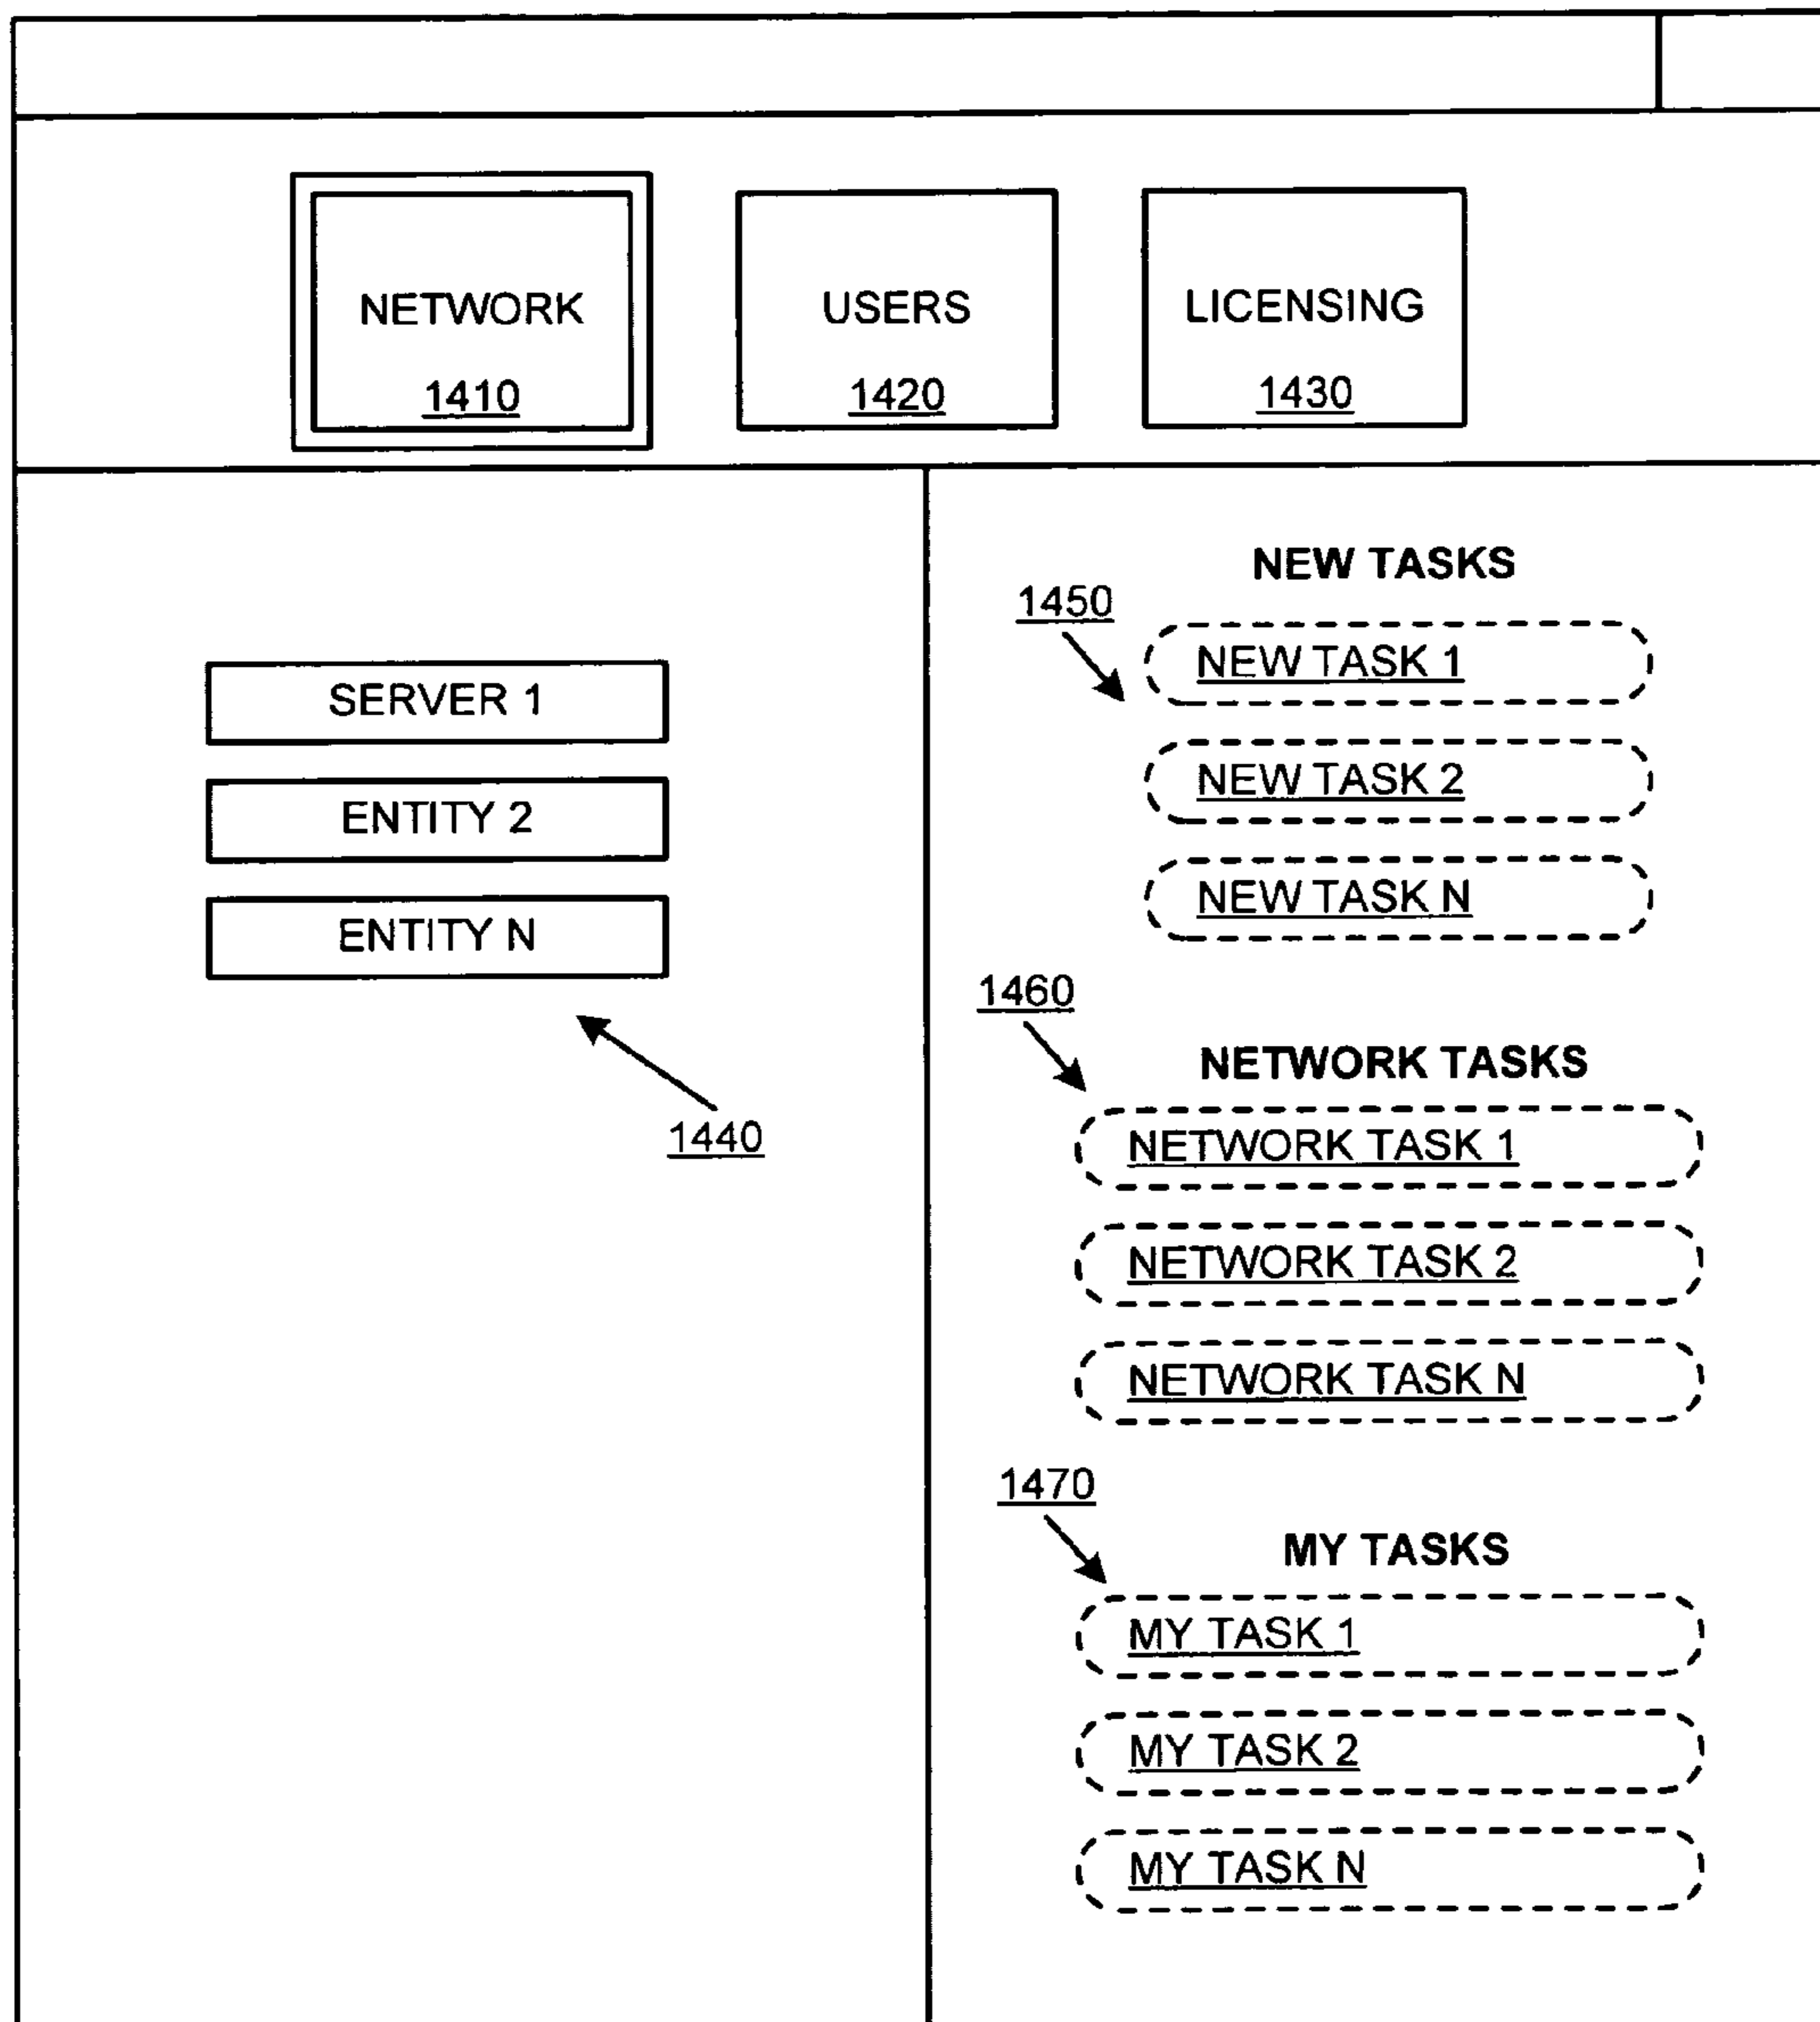 NETWORK
1410
USERS
1420
LICENSING
1430
SERVER 1
ENTITY 2
ENTITY N
1440
NEW TASKS
1450
NEW TASK 1
NEW TASK 2
NEW TASK N
1460
NETWORK TASKS
NETWORK TASK 1
NETWORK TASK 2
NETWORK TASK N
1470
MY TASKS
MY TASK 1
MY TASK 2
MY TASK N